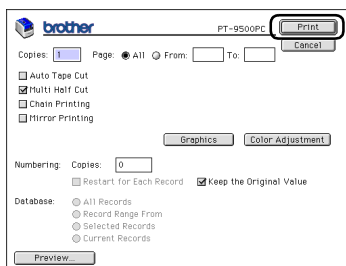 brother PT-9500PC Print
Cancel
Copies: 1 Page: All From: To:
Auto Tape Cut
Multi Half Cut
Chain Printing
Mirror Printing
Graphics Color Adjustment
Numbering: Copies: 0
Restart for Each Record Keep the Original Value
Database: All Records
Record Range From
Selected Records
Current Records
Preview...